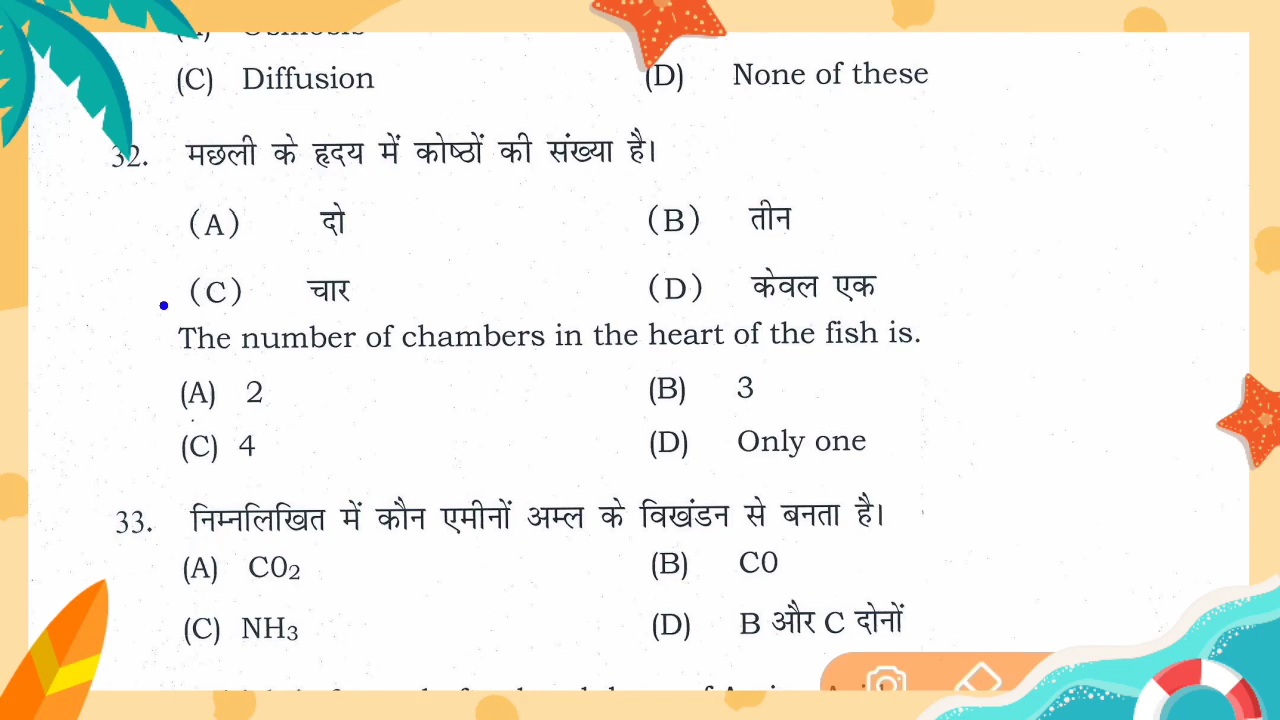 (A) Osmosis
(C) Diffusion (D) None of these
32. मछली के हृदय में कोष्ठों की संख्या है।
(A) दो (B) तीन
(C) चार (D) केवल एक
The number of chambers in the heart of the fish is.
(A) 2 (B) 3
(C) 4 (D) Only one
33. निम्नलिखित में कौन एमीनों अम्ल के विखंडन से बनता है।
(A) C0₂ (B) C0
(C) NH₃ (D) B और C दोनों